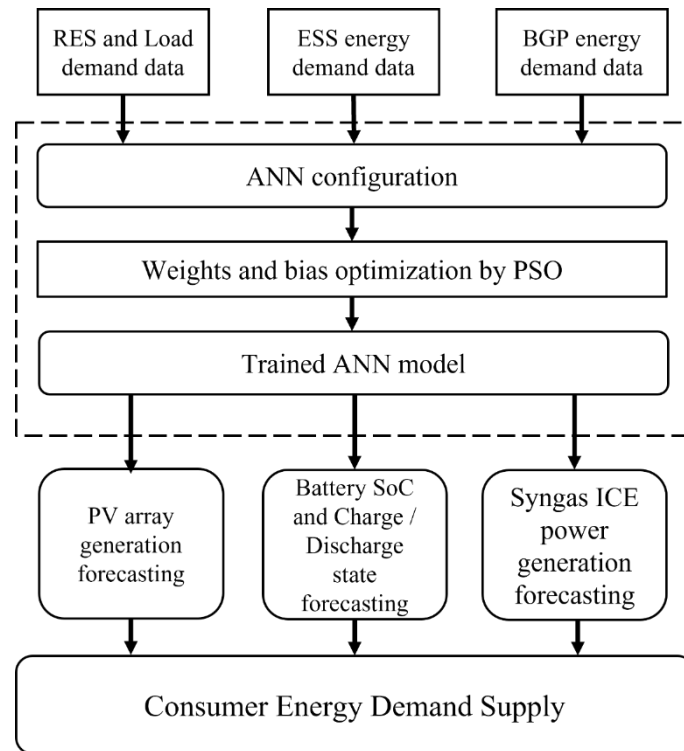 RES and Load
demand data
ESS energy
demand data
BGP energy
demand data
ANN configuration
Weights and bias optimization by PSO
Trained ANN model
PV array
generation
forecasting
Battery SoC
and Charge /
Discharge
state
forecasting
Syngas ICE
power
generation
forecasting
Consumer Energy Demand Supply